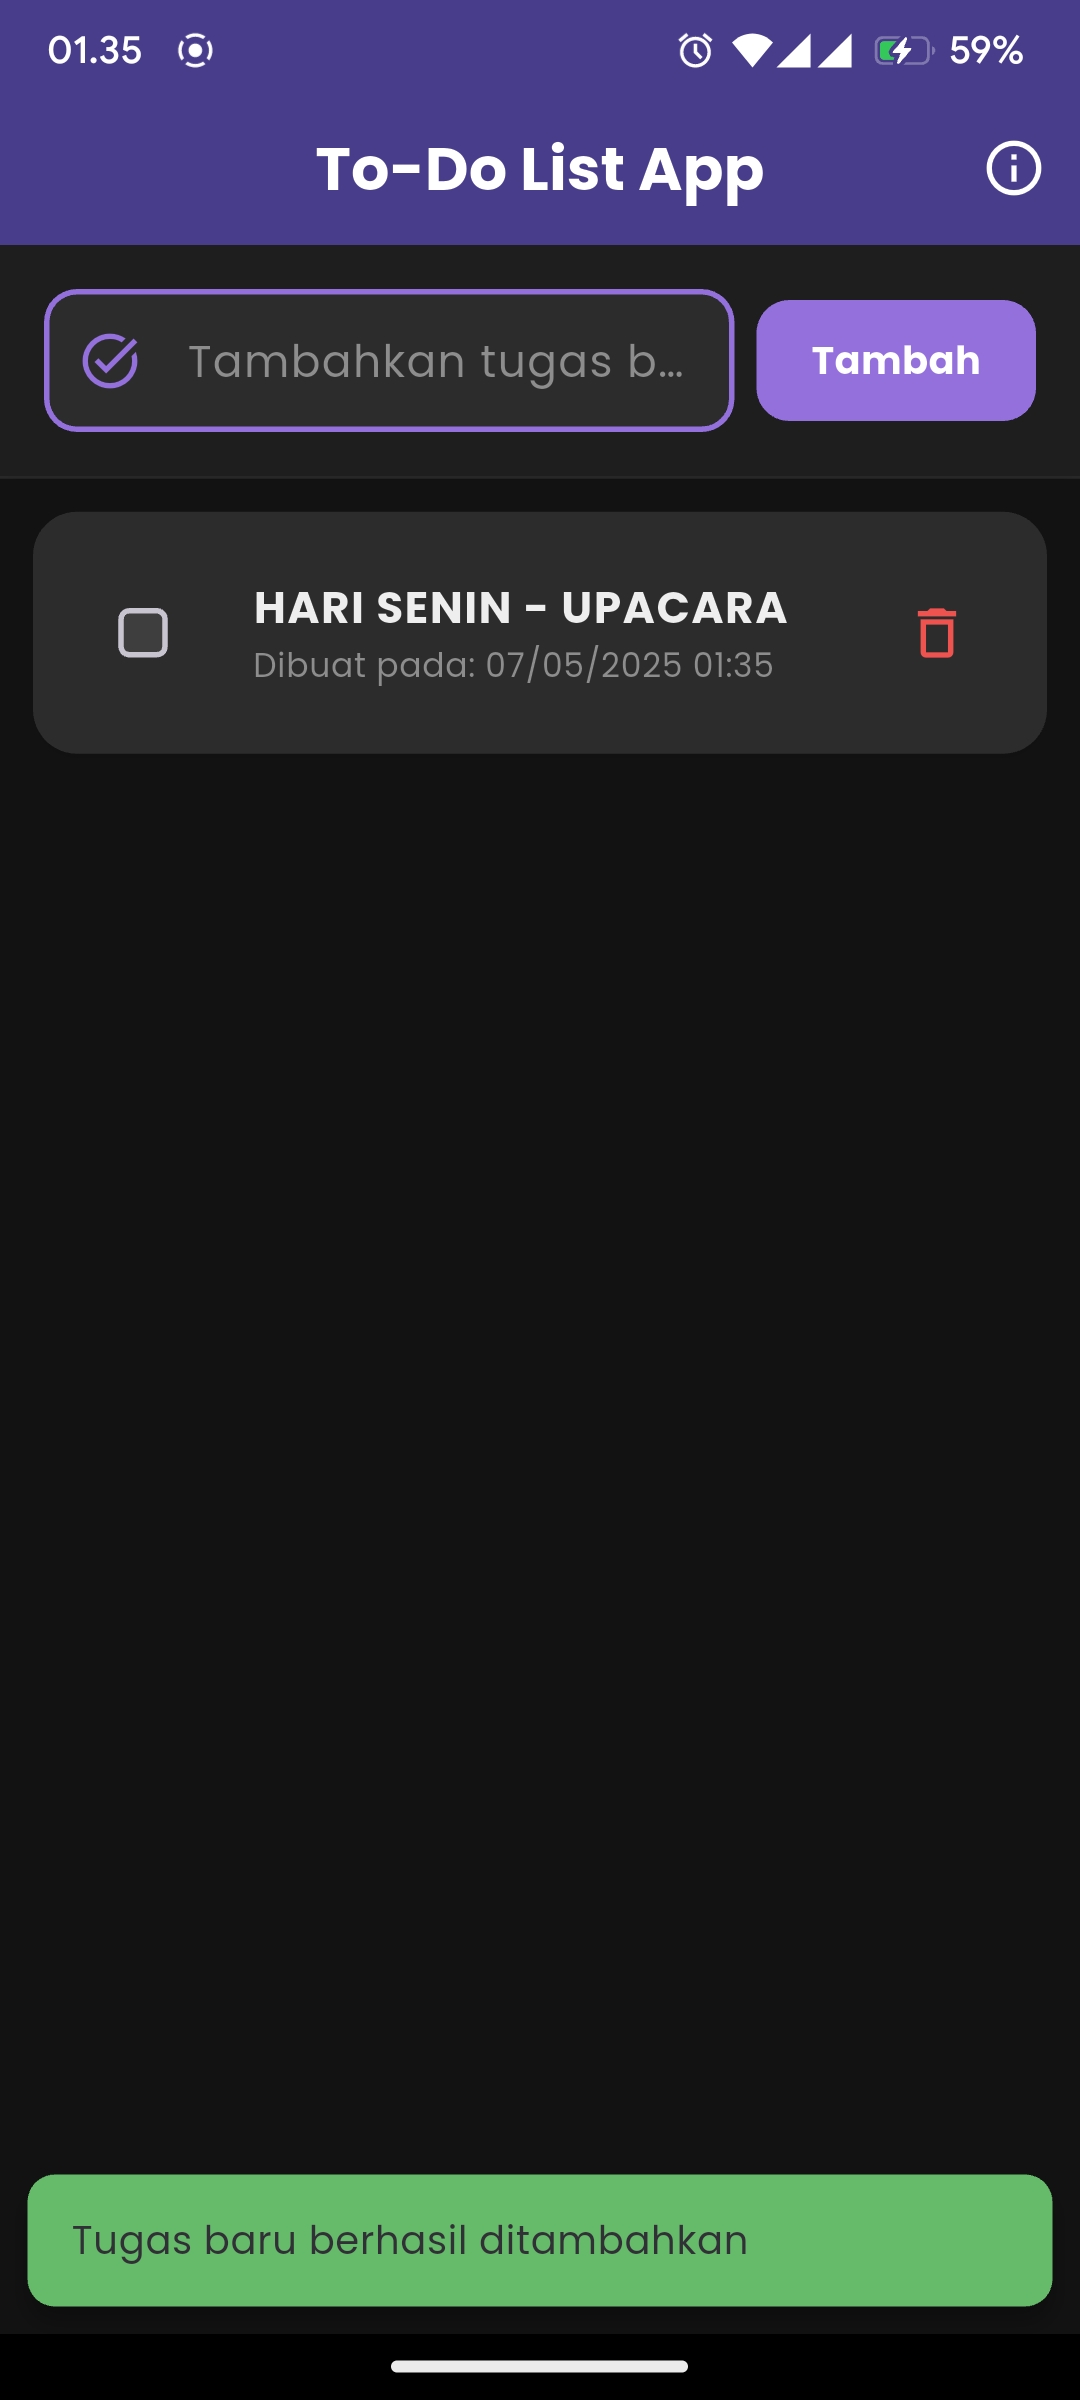 01.35
59%
To-Do List App
Tambahkan tugas b...
Tambah
HARI SENIN - UPACARA
Dibuat pada: 07/05/2025 01:35
Tugas baru berhasil ditambahkan